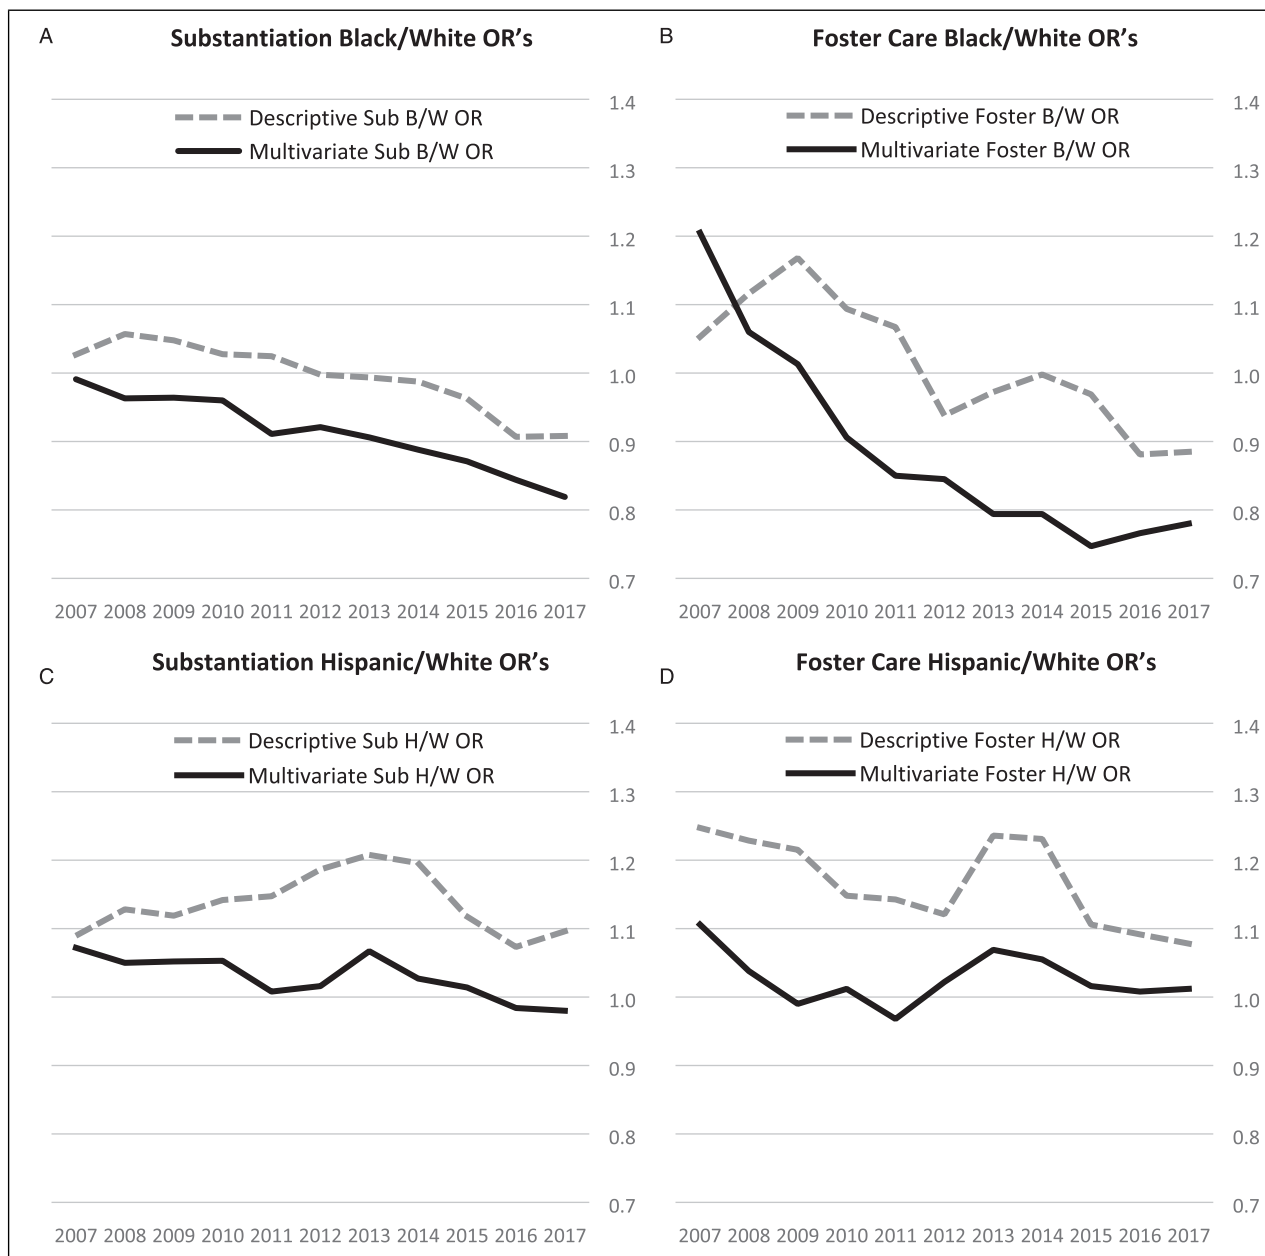 A
Substantiation Black/White OR's
1.4
Descriptive Sub B/W OR
Multivariate Sub B/W OR
1.3
1.2
1.1
1.0
0.9
0.8
0.7
2007 2008 2009 2010 2011 2012 2013 2014 2015 2016 2017
B
Foster Care Black/White OR's
1.4
Descriptive Foster B/W OR
Multivariate Foster B/W OR
1.3
1.2
1.1
1.0
0.9
0.8
0.7
2007 2008 2009 2010 2011 2012 2013 2014 2015 2016 2017
C
Substantiation Hispanic/White OR's
1.4
Descriptive Sub H/W OR
Multivariate Sub H/W OR
1.3
1.2
1.1
1.0
0.9
0.8
0.7
2007 2008 2009 2010 2011 2012 2013 2014 2015 2016 2017
D
Foster Care Hispanic/White OR's
1.4
Descriptive Foster H/W OR
Multivariate Foster H/W OR
1.3
1.2
1.1
1.0
0.9
0.8
0.7
2007 2008 2009 2010 2011 2012 2013 2014 2015 2016 2017